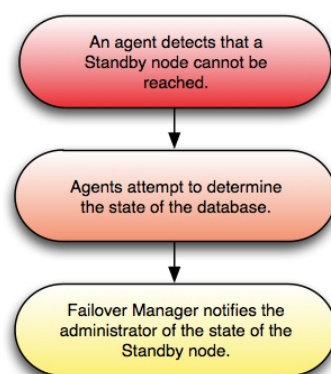 An agent detects that a
Standby node cannot be
reached.
Agents attempt to determine
the state of the database.
Failover Manager notifies the
administrator of the state of the
Standby node.